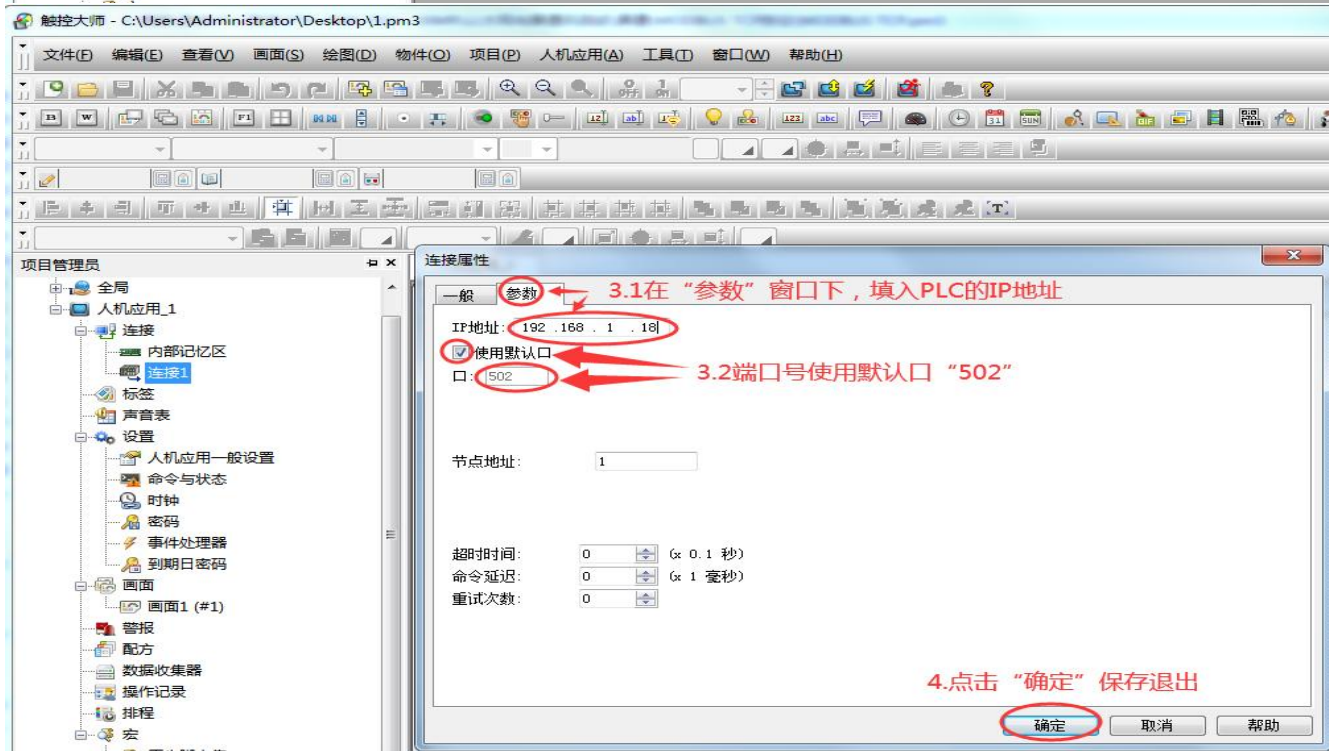 触控大师 - C:\Users\Administrator\Desktop\1.pm3
文件(F) 编辑(E) 查看(V) 画面(S) 绘图(D) 物件(O) 项目(P) 人机应用(A) 工具(T) 窗口(W) 帮助(H)
项目管理员
全局
人机应用_1
连接
内部记忆区
连接1
标签
声音表
设置
人机应用一般设置
命令与状态
时钟
密码
事件处理器
到期日密码
画面
画面1 (#1)
警报
配方
数据收集器
操作记录
排程
宏
连接属性
一般 参数
3.1在“参数”窗口下，填入PLC的IP地址
IP地址: 192 .168 . 1 . 18
使用默认口
口: 502
3.2端口号使用默认口“502”
节点地址: 1
超时时间: 0 (x 0.1 秒)
命令延迟: 0 (x 1 毫秒)
重试次数: 0
4.点击“确定”保存退出
确定 取消 帮助